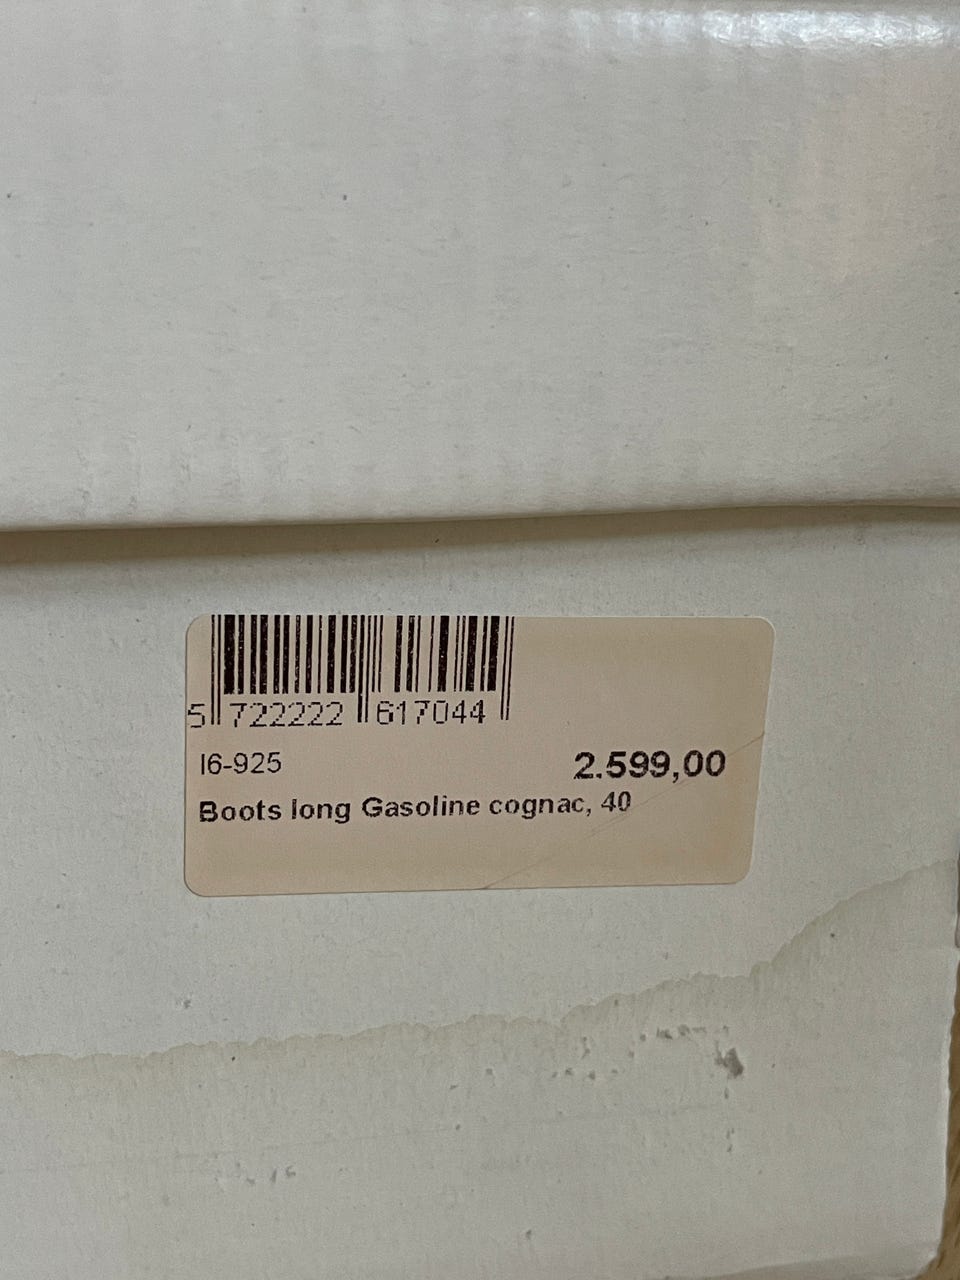 5 722222 617044
I6-925 2.599,00
Boots long Gasoline cognac, 40